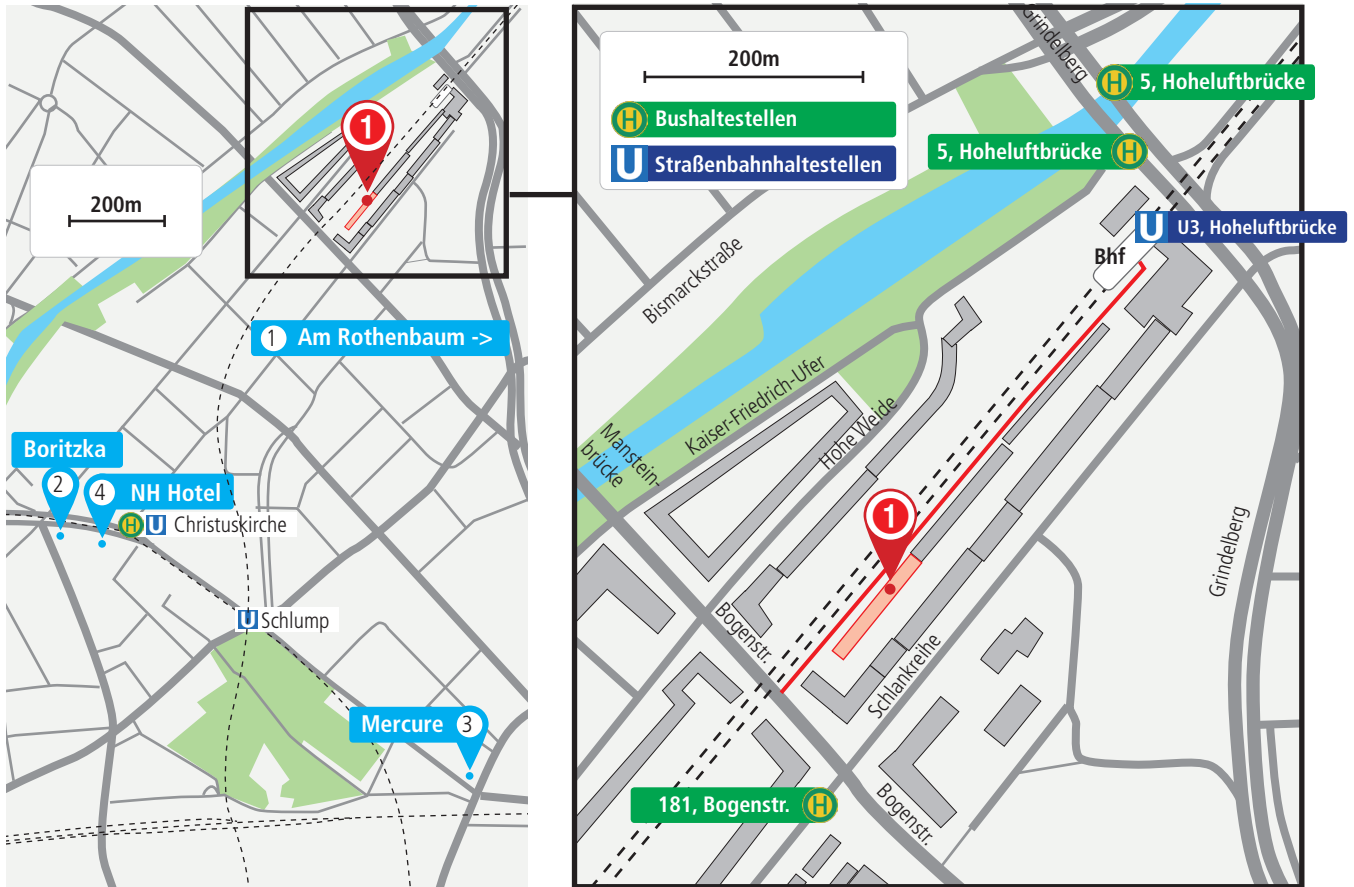 200m
1
1 Am Rothenbaum ->
Boritzka
2
4 NH Hotel
H U Christuskirche
U Schlump
Mercure 3
200m
H Bushaltestellen
U Straßenbahnhaltestellen
Grindelberg
H 5, Hoheluftbrücke
5, Hoheluftbrücke H
U U3, Hoheluftbrücke
Bhf
Bismarckstraße
Kaiser-Friedrich-Ufer
Hohe Weide
Manstein-
brücke
1
Grindelberg
Bogenstr.
Schlankreihe
181, Bogenstr. H
Bogenstr.